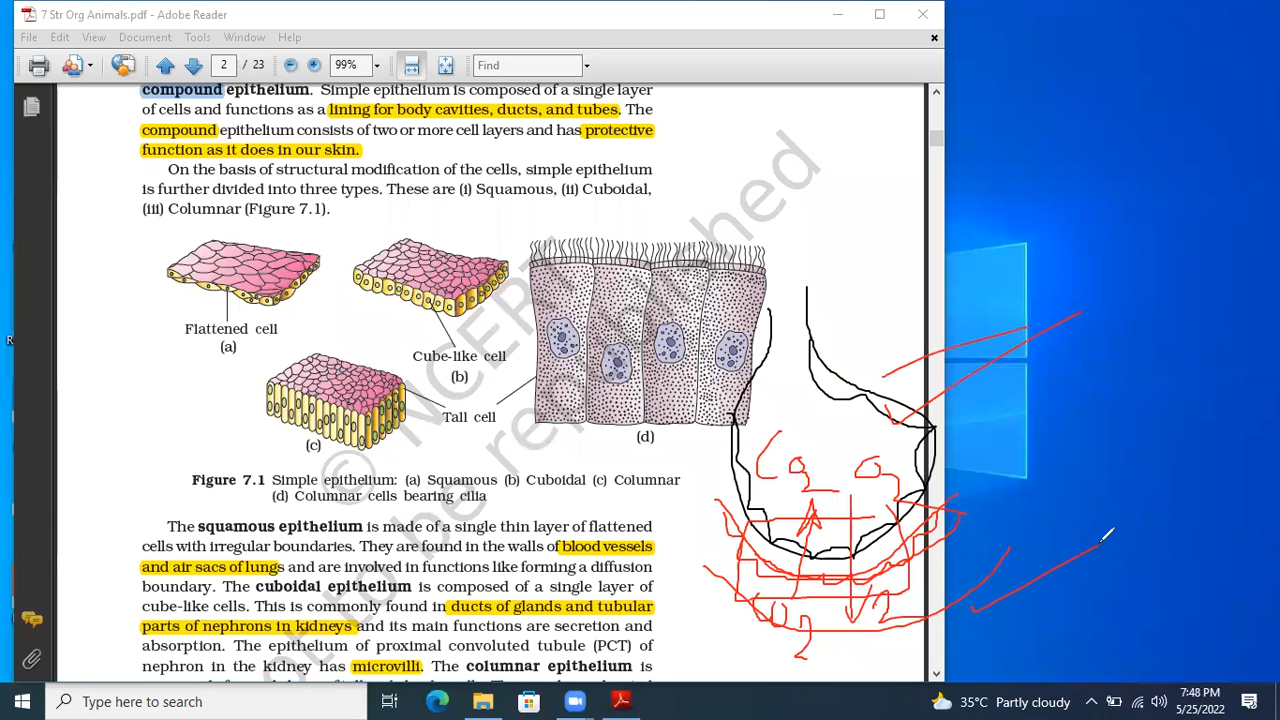 7 Str Org Animals.pdf - Adobe Reader
File Edit View Document Tools Window Help
2 / 23 99% Find
compound epithelium. Simple epithelium is composed of a single layer
of cells and functions as a lining for body cavities, ducts, and tubes. The
compound epithelium consists of two or more cell layers and has protective
function as it does in our skin.
On the basis of structural modification of the cells, simple epithelium
is further divided into three types. These are (i) Squamous, (ii) Cuboidal,
(iii) Columnar (Figure 7.1).
Flattened cell
(a)
Cube-like cell
(b)
Tall cell
(c)
(d)
Figure 7.1 Simple epithelium: (a) Squamous (b) Cuboidal (c) Columnar
(d) Columnar cells bearing cilia
The squamous epithelium is made of a single thin layer of flattened
cells with irregular boundaries. They are found in the walls of blood vessels
and air sacs of lungs and are involved in functions like forming a diffusion
boundary. The cuboidal epithelium is composed of a single layer of
cube-like cells. This is commonly found in ducts of glands and tubular
parts of nephrons in kidneys and its main functions are secretion and
absorption. The epithelium of proximal convoluted tubule (PCT) of
nephron in the kidney has microvilli. The columnar epithelium is
© NCERT
not to be republished
CO2 O2
Type here to search
35°C Partly cloudy
7:48 PM
5/25/2022